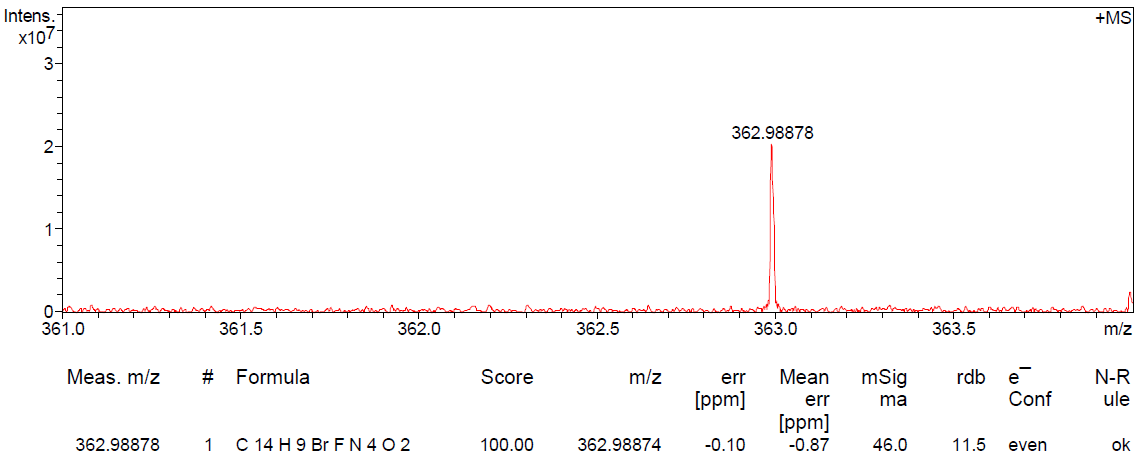 Intens.
x10⁷
+MS
3
362.98878
2
1
0
361.0 361.5 362.0 362.5 363.0 363.5 m/z
Meas. m/z # Formula Score m/z err Mean mSig rdb e¯ N-R
[ppm] err ma Conf ule
[ppm]
362.98878 1 C 14 H 9 Br F N 4 O 2 100.00 362.98874 -0.10 -0.87 46.0 11.5 even ok